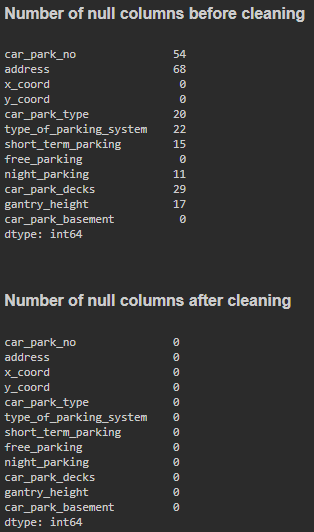 Number of null columns before cleaning
car_park_no 54
address 68
x_coord 0
y_coord 0
car_park_type 20
type_of_parking_system 22
short_term_parking 15
free_parking 0
night_parking 11
car_park_decks 29
gantry_height 17
car_park_basement 0
dtype: int64
Number of null columns after cleaning
car_park_no 0
address 0
x_coord 0
y_coord 0
car_park_type 0
type_of_parking_system 0
short_term_parking 0
free_parking 0
night_parking 0
car_park_decks 0
gantry_height 0
car_park_basement 0
dtype: int64